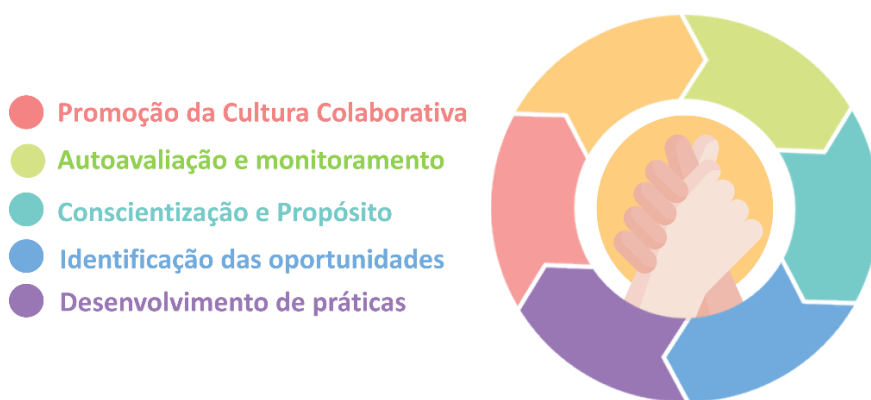 Promoção da Cultura Colaborativa
Autoavaliação e monitoramento
Conscientização e Propósito
Identificação das oportunidades
Desenvolvimento de práticas